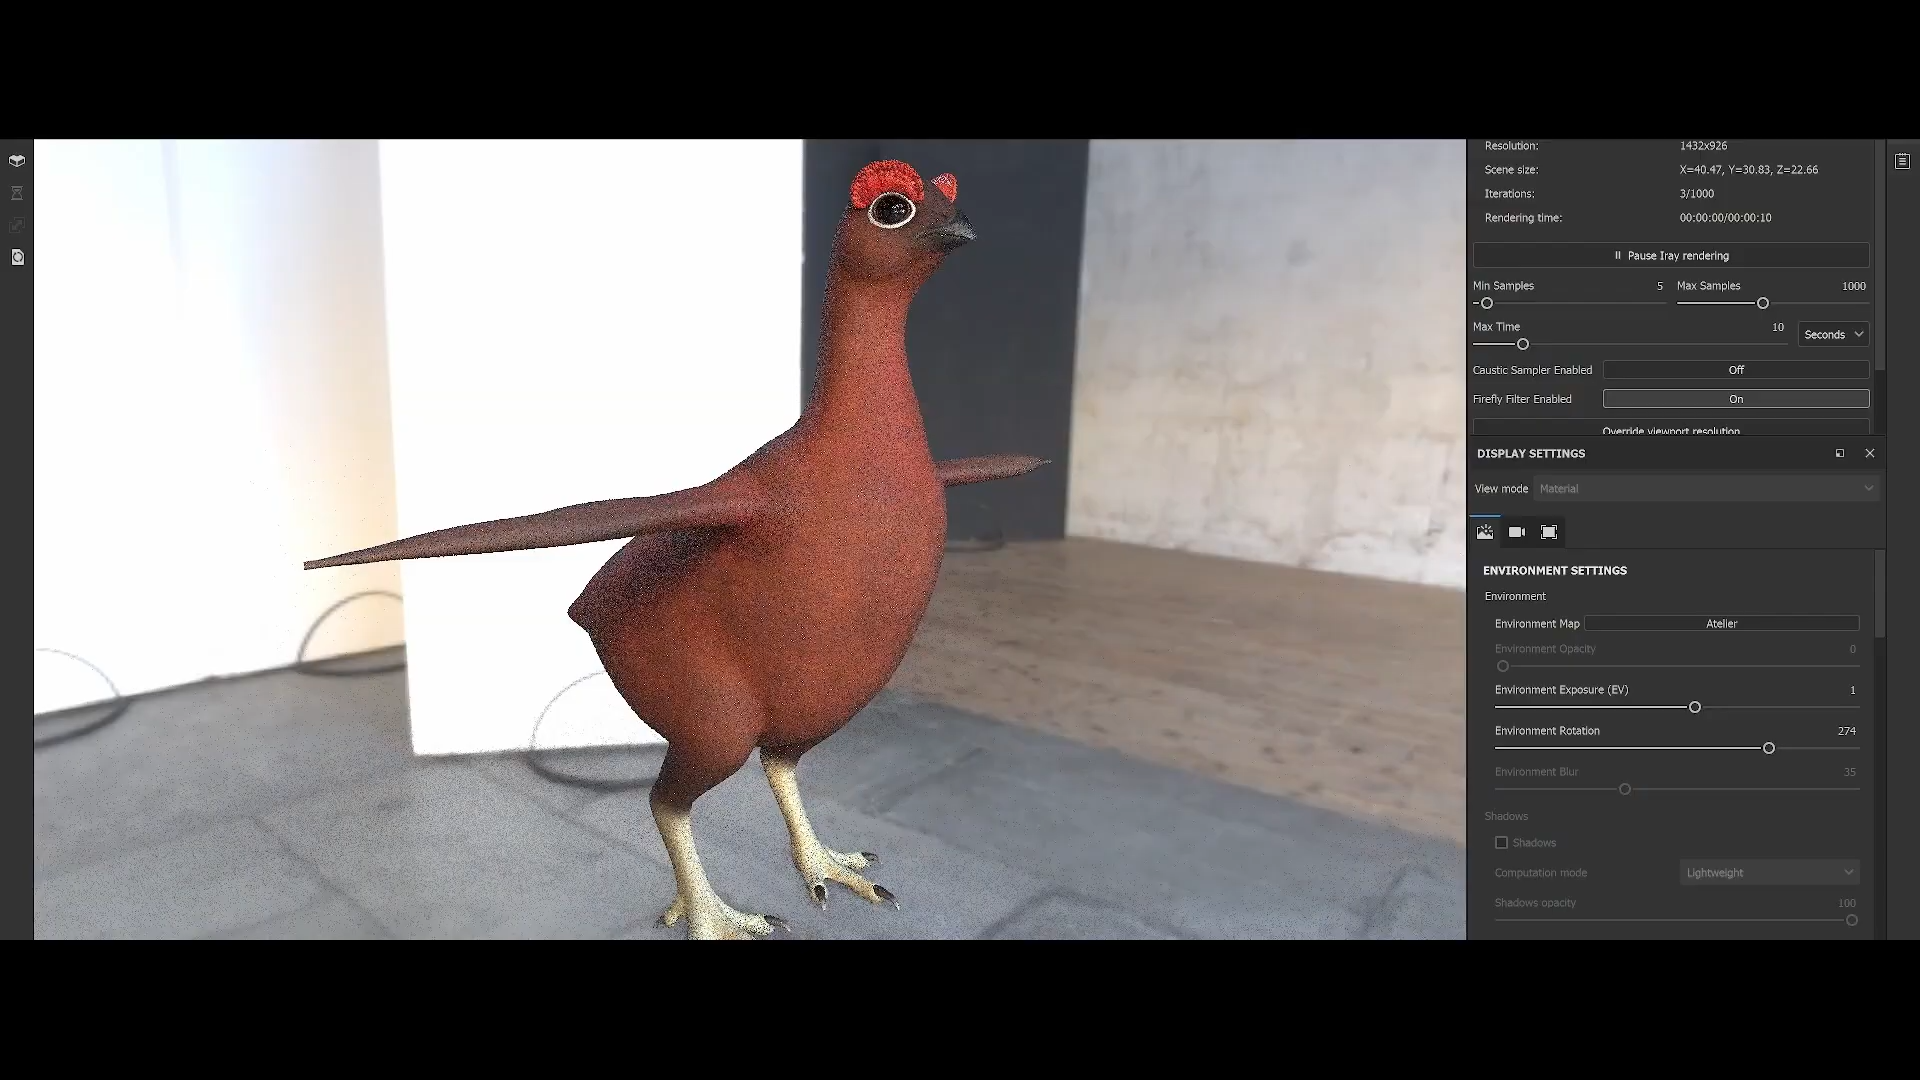 Resolution: 1432x926
Scene size: X=40.47, Y=30.83, Z=22.66
Iterations: 3/1000
Rendering time: 00:00:00/00:00:10
Pause Iray rendering
Min Samples 5 Max Samples 1000
Max Time 10 Seconds
Caustic Sampler Enabled Off
Firefly Filter Enabled On
Override viewport resolution
DISPLAY SETTINGS
View mode Material
ENVIRONMENT SETTINGS
Environment
Environment Map Atelier
Environment Opacity 0
Environment Exposure (EV) 1
Environment Rotation 274
Environment Blur 35
Shadows
Shadows
Computation mode Lightweight
Shadows opacity 100